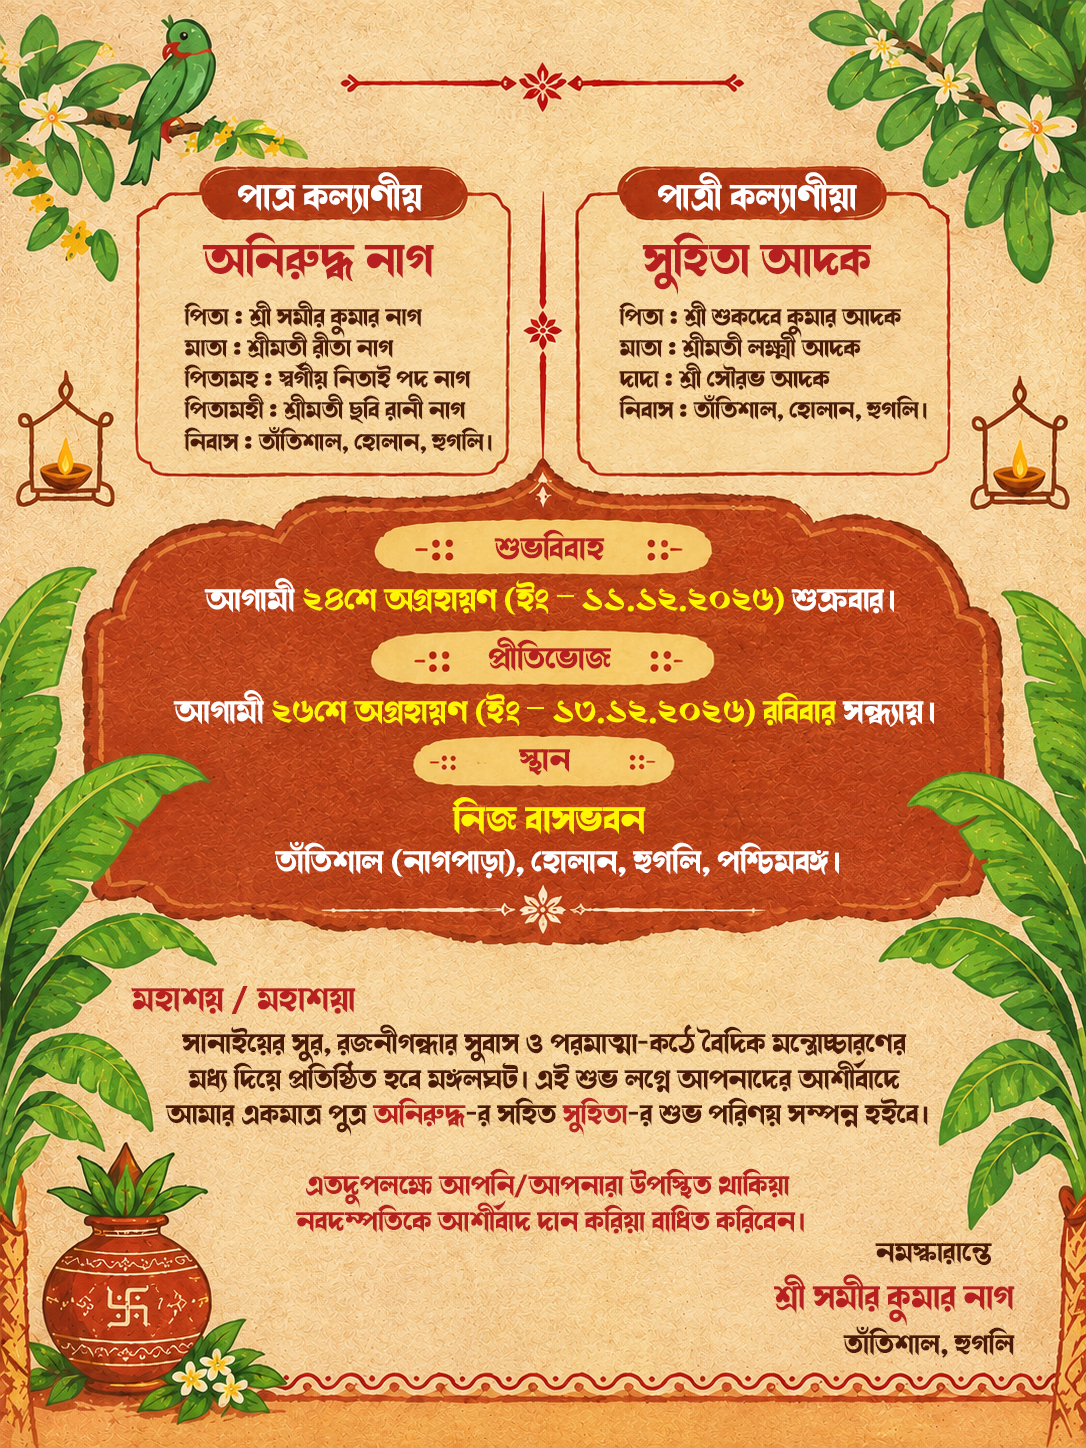 পাত্র কল্যাণীয়
অনিরুদ্ধ নাগ
পিতা : শ্রী সমীর কুমার নাগ
মাতা : শ্রীমতী রীতা নাগ
পিতামহ : স্বর্গীয় নিতাই পদ নাগ
পিতামহী : শ্রীমতী ছবি রানী নাগ
নিবাস : তাঁতিশাল, হোলান, হুগলি।
পাত্রী কল্যাণীয়া
সুহিতা আদক
পিতা : শ্রী শুকদেব কুমার আদক
মাতা : শ্রীমতী লক্ষ্মী আদক
দাদা : শ্রী সৌরভ আদক
নিবাস : তাঁতিশাল, হোলান, হুগলি।
-:: শুভবিবাহ ::-
আগামী ২৪শে অগ্রহায়ণ (ইং – ১১.১২.২০২৬) শুক্রবার।
-:: প্রীতিভোজ ::-
আগামী ২৬শে অগ্রহায়ণ (ইং – ১৩.১২.২০২৬) রবিবার সন্ধ্যায়।
-:: স্থান ::-
নিজ বাসভবন
তাঁতিশাল (নাগপাড়া), হোলান, হুগলি, পশ্চিমবঙ্গ।
মহাশয় / মহাশয়া
সানাইয়ের সুর, রজনীগন্ধার সুবাস ও পরমাত্মা-কঠে বৈদিক মন্ত্রোচ্চারণের
মধ্য দিয়ে প্রতিষ্ঠিত হবে মঙ্গলঘট। এই শুভ লগ্নে আপনাদের আশীর্বাদে
আমার একমাত্র পুত্র অনিরুদ্ধ-র সহিত সুহিতা-র শুভ পরিণয় সম্পন্ন হইবে।
এতদুপলক্ষে আপনি/আপনারা উপস্থিত থাকিয়া
নবদম্পতিকে আশীর্বাদ দান করিয়া বাধিত করিবেন।
নমস্কারান্তে
শ্রী সমীর কুমার নাগ
তাঁতিশাল, হুগলি